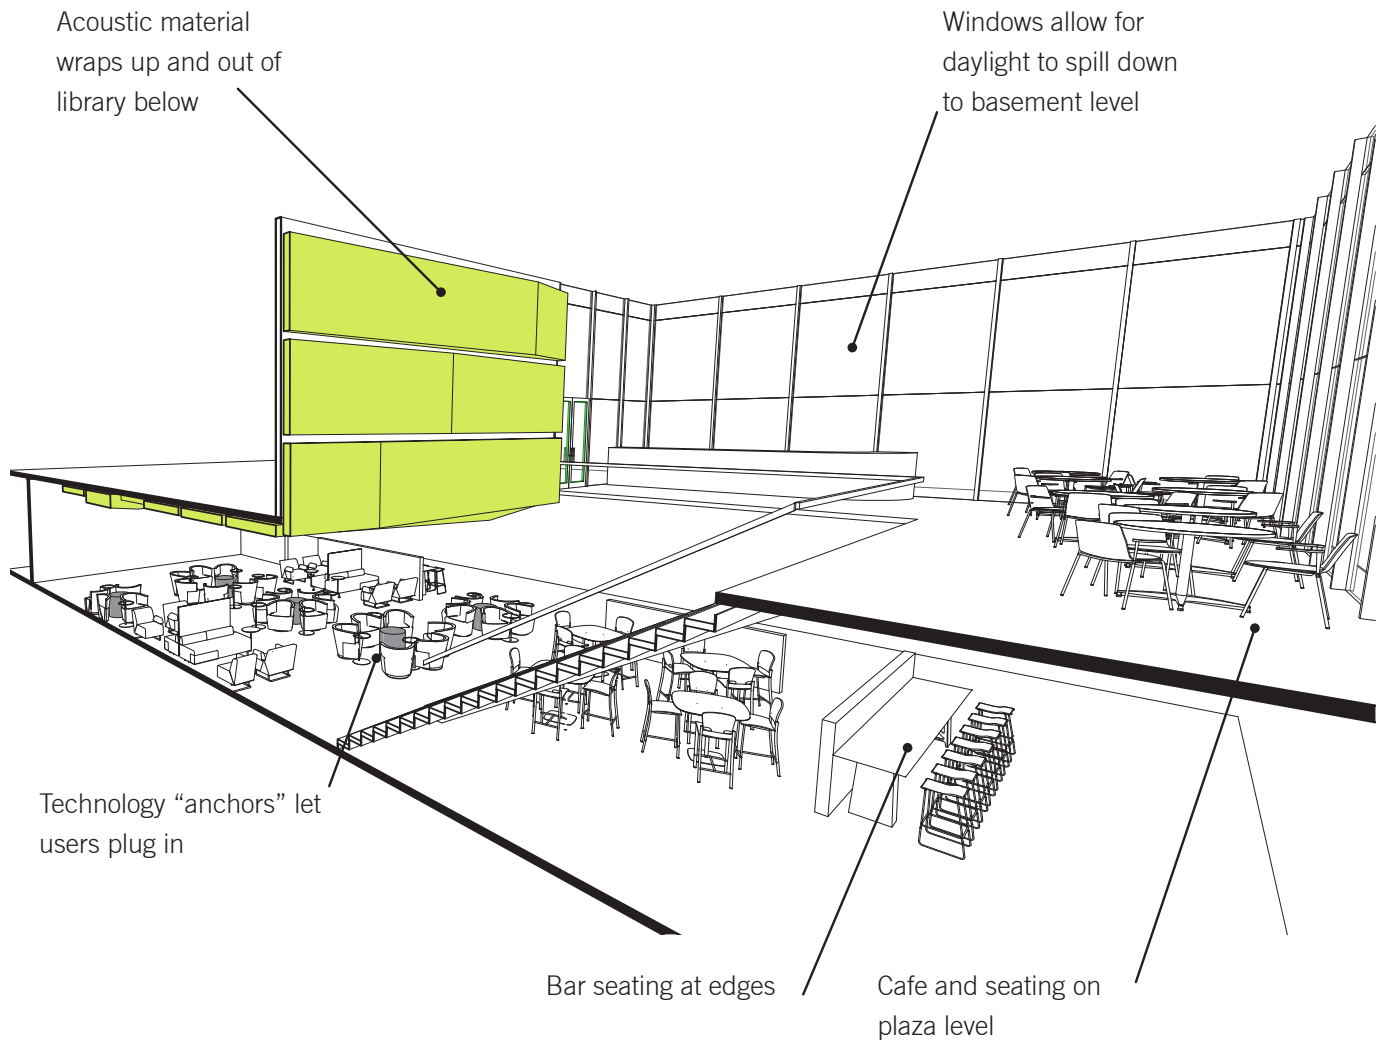 Acoustic material
wraps up and out of
library below
Windows allow for
daylight to spill down
to basement level
Technology “anchors” let
users plug in
Bar seating at edges
Cafe and seating on
plaza level